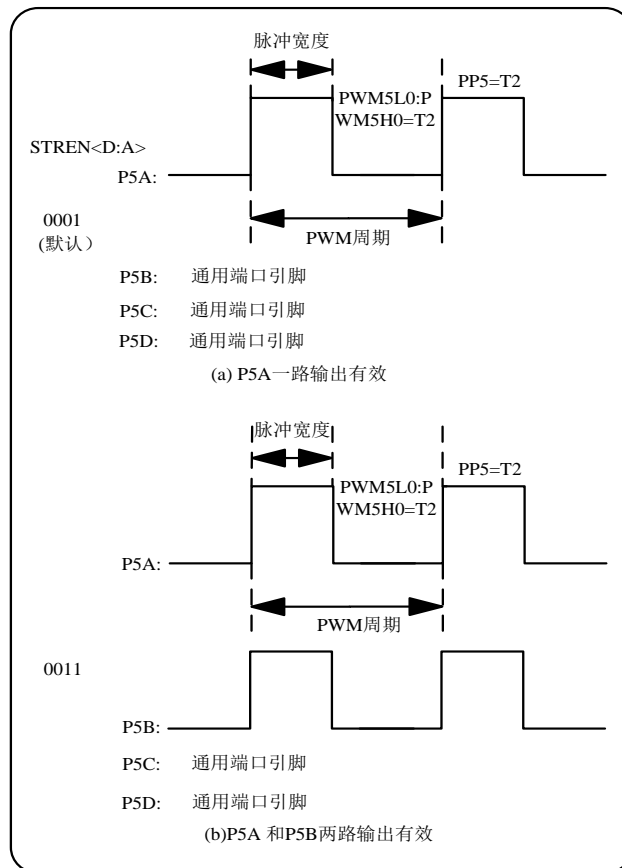 脉冲宽度
PP5=T2
PWM5L0:P
WM5H0=T2
STREN<D:A>
P5A:
0001
(默认）
PWM周期
P5B: 通用端口引脚
P5C: 通用端口引脚
P5D: 通用端口引脚
(a) P5A一路输出有效
脉冲宽度
PP5=T2
PWM5L0:P
WM5H0=T2
P5A:
PWM周期
0011
P5B:
P5C: 通用端口引脚
P5D: 通用端口引脚
(b)P5A 和P5B两路输出有效